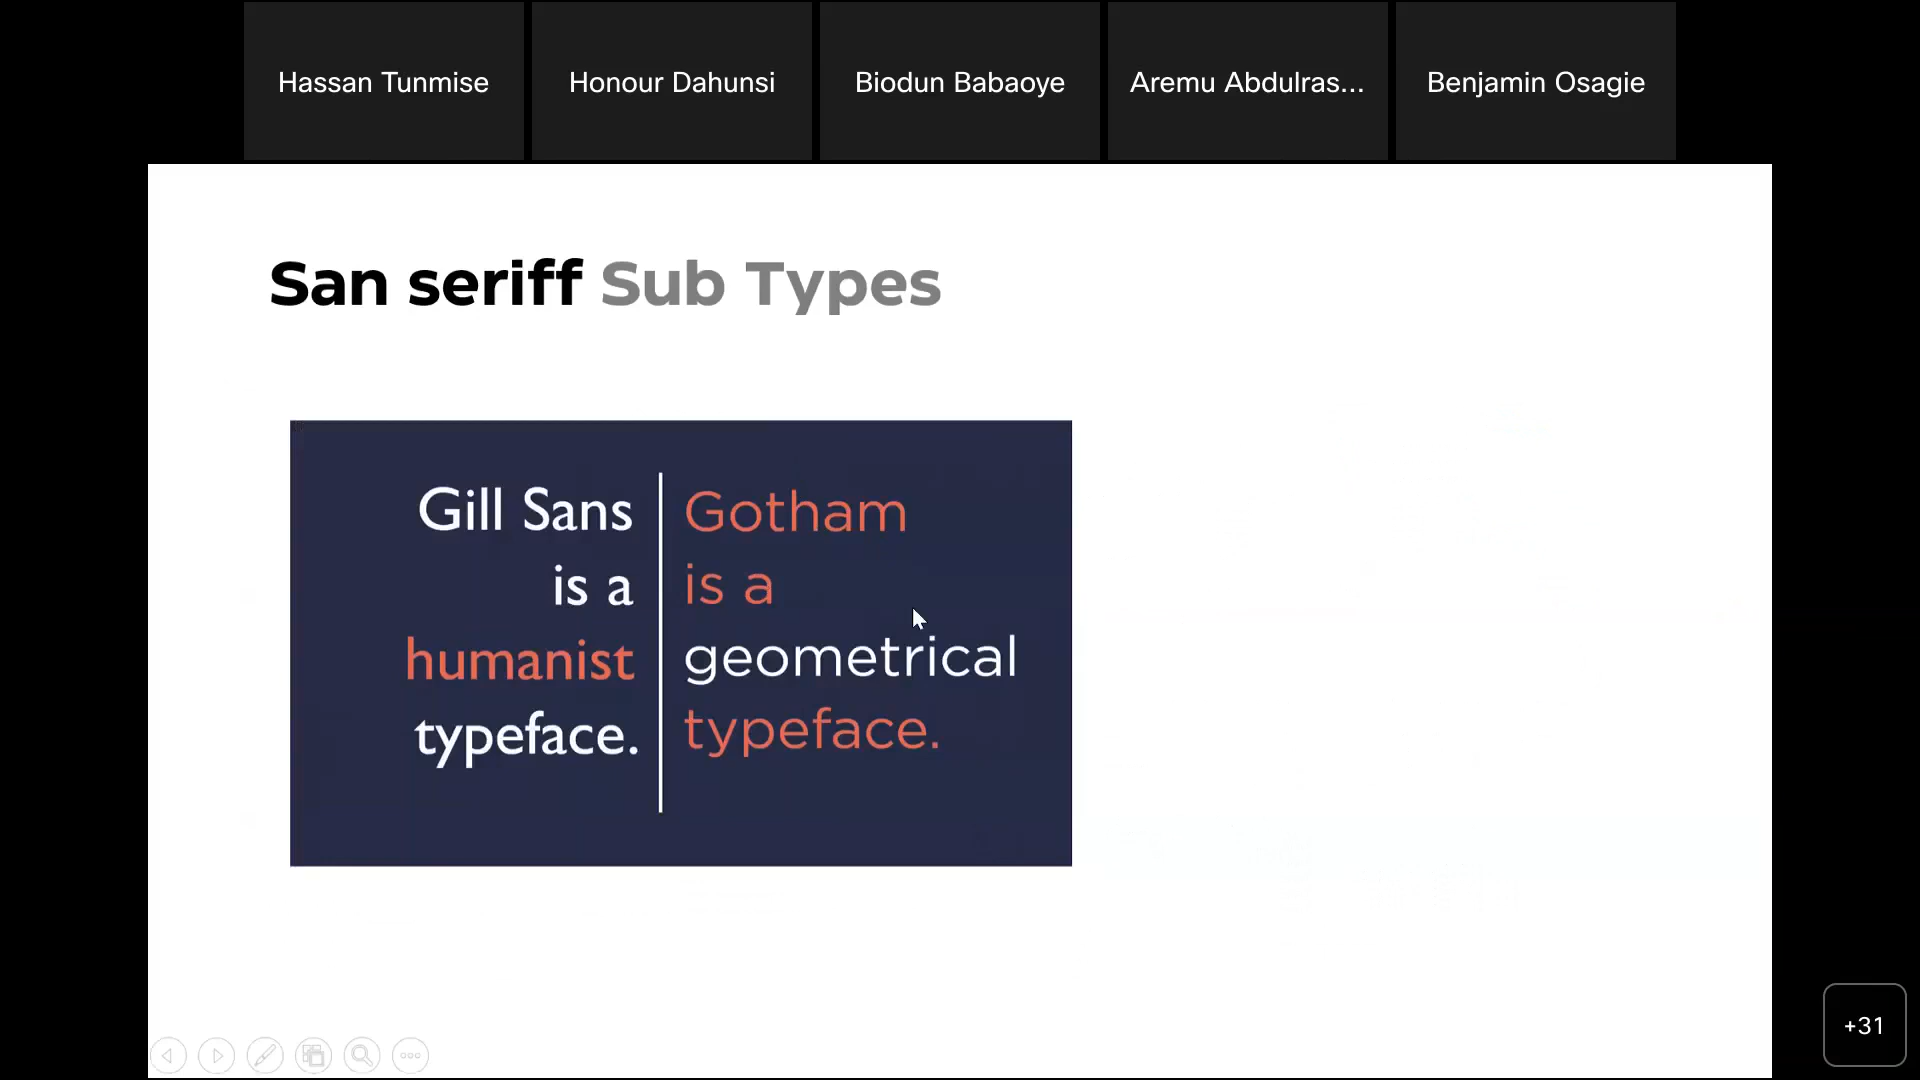 Hassan Tunmise
Honour Dahunsi
Biodun Babaoye
Aremu Abdulras...
Benjamin Osagie
San seriff Sub Types
Gill Sans
is a
humanist
typeface.
Gotham
is a
geometrical
typeface.
+31